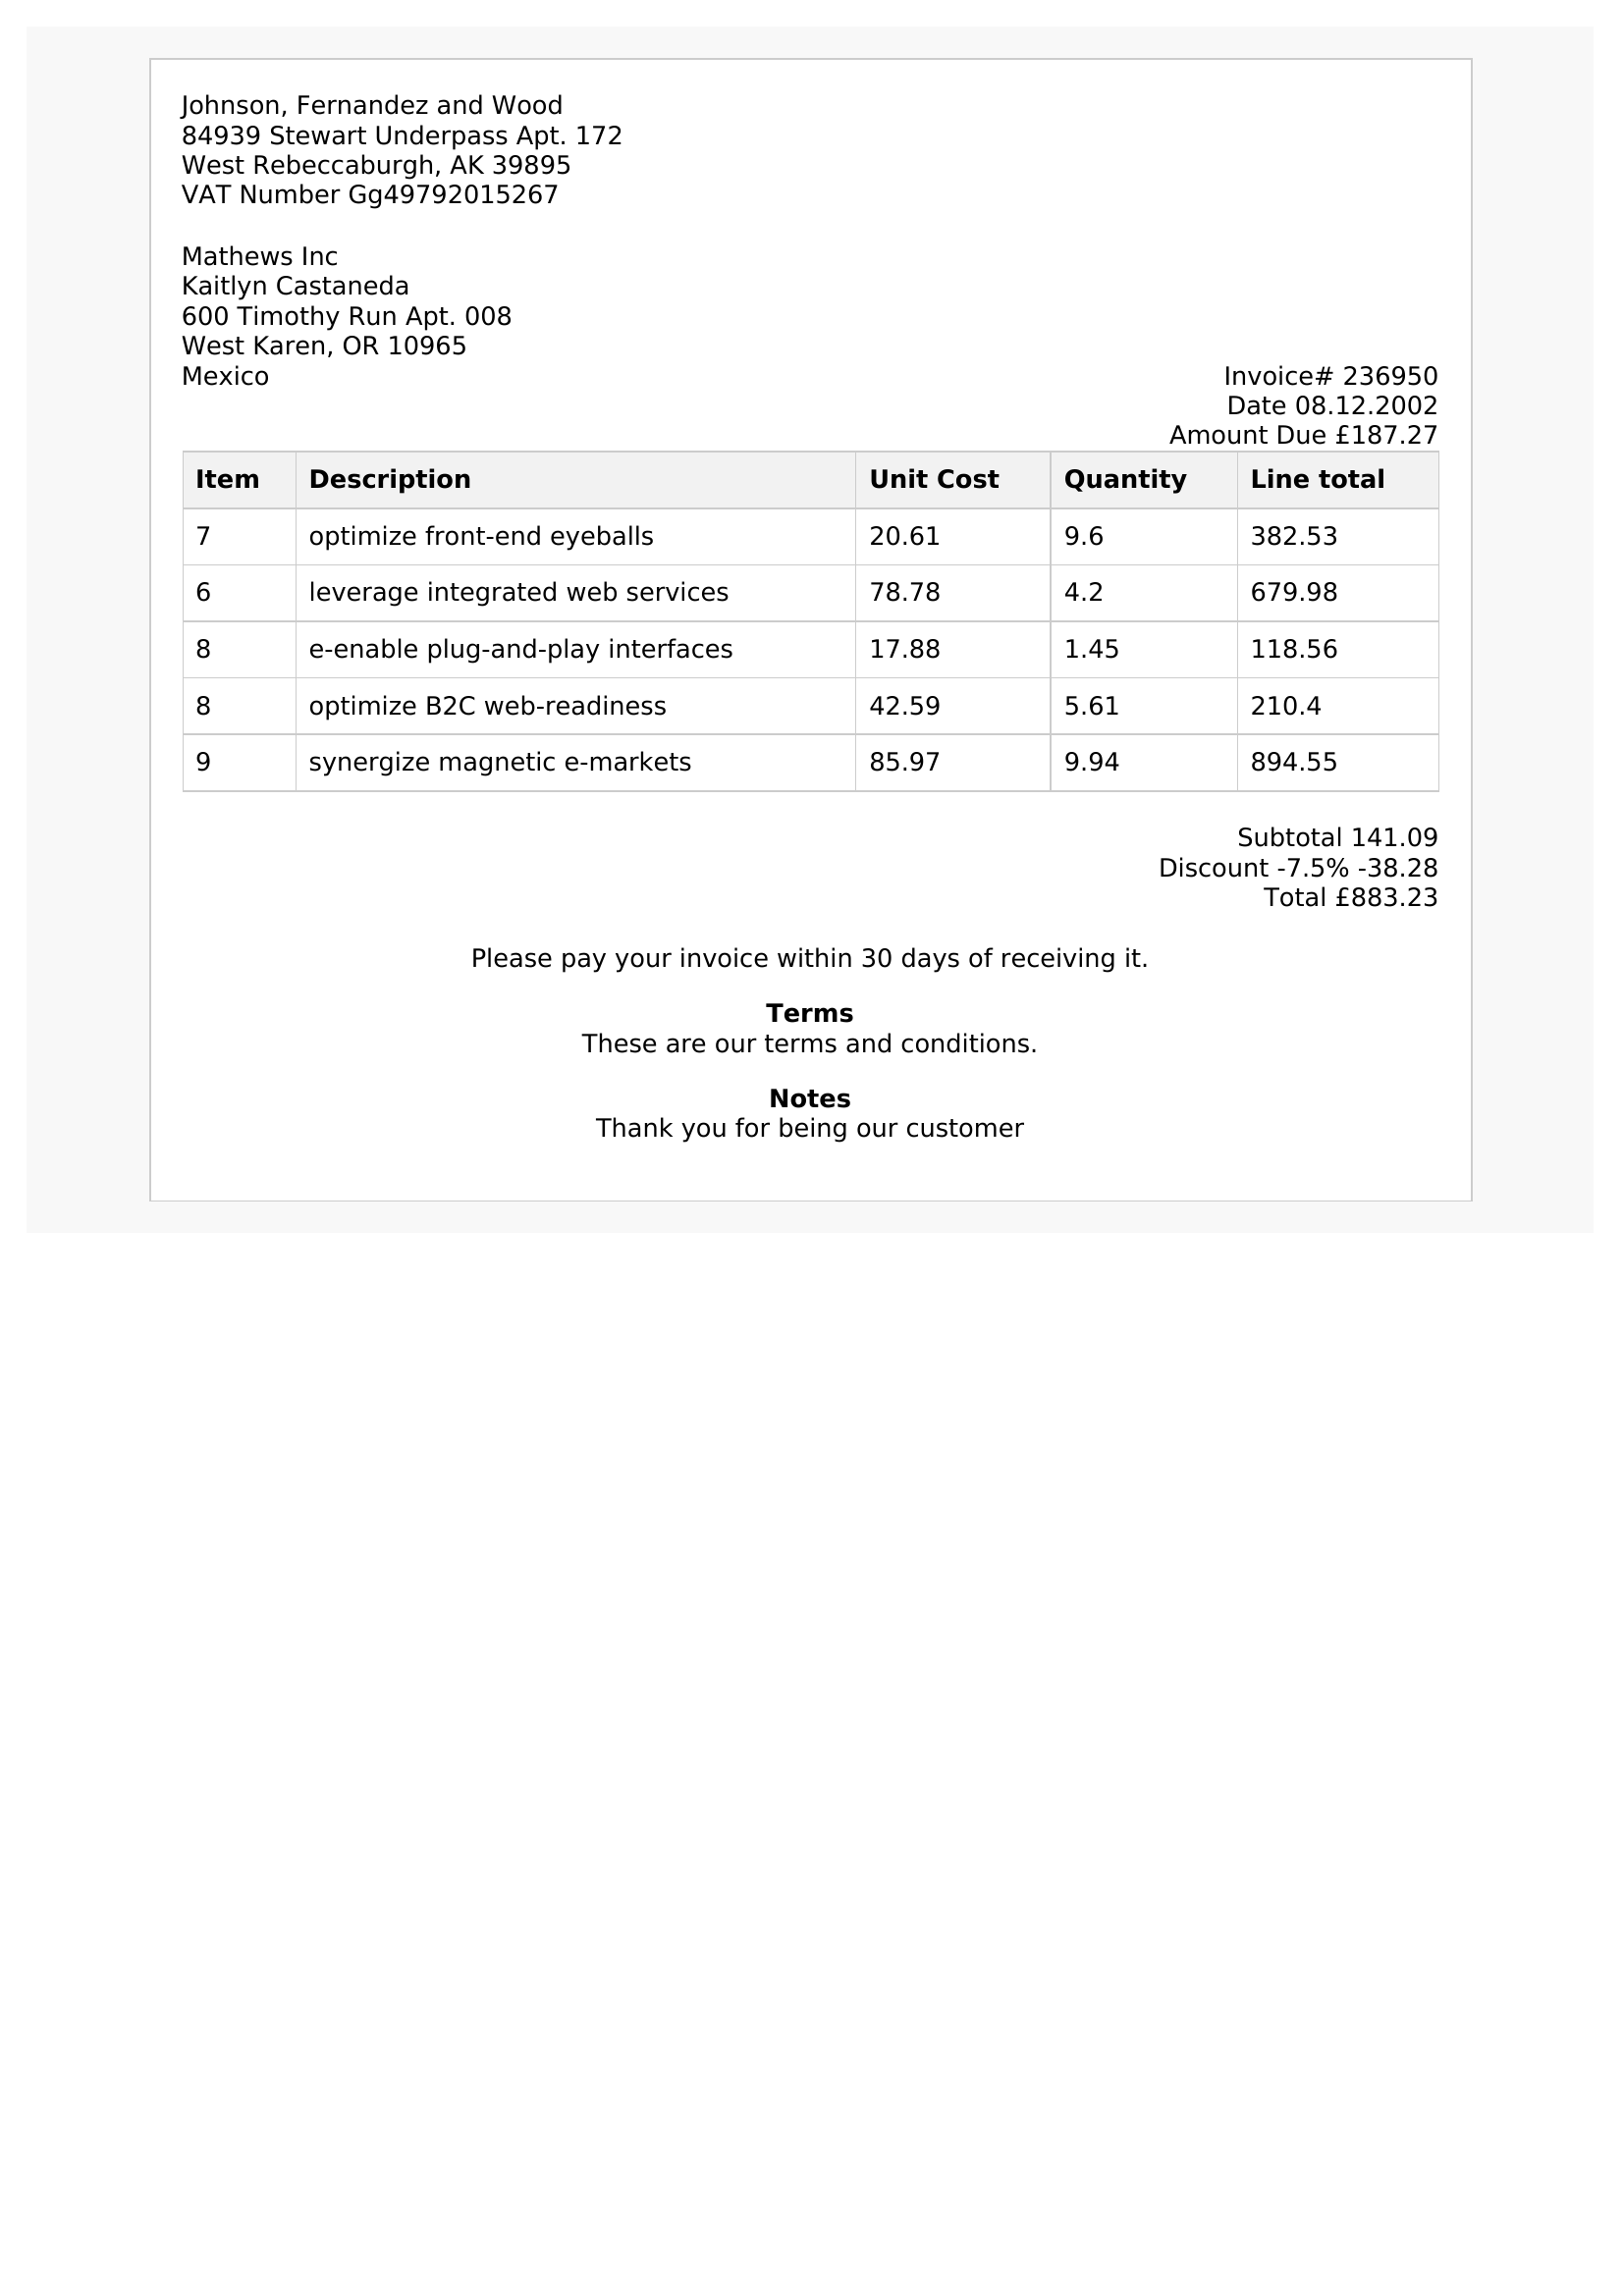 Johnson, Fernandez and Wood
84939 Stewart Underpass Apt. 172
West Rebeccaburgh, AK 39895
VAT Number Gg49792015267
Mathews Inc
Kaitlyn Castaneda
600 Timothy Run Apt. 008
West Karen, OR 10965
Mexico
Invoice# 236950
Date 08.12.2002
Amount Due £187.27
Item Description Unit Cost Quantity Line total
7 optimize front-end eyeballs 20.61 9.6 382.53
6 leverage integrated web services 78.78 4.2 679.98
8 e-enable plug-and-play interfaces 17.88 1.45 118.56
8 optimize B2C web-readiness 42.59 5.61 210.4
9 synergize magnetic e-markets 85.97 9.94 894.55
Subtotal 141.09
Discount -7.5% -38.28
Total £883.23
Please pay your invoice within 30 days of receiving it.
Terms
These are our terms and conditions.
Notes
Thank you for being our customer